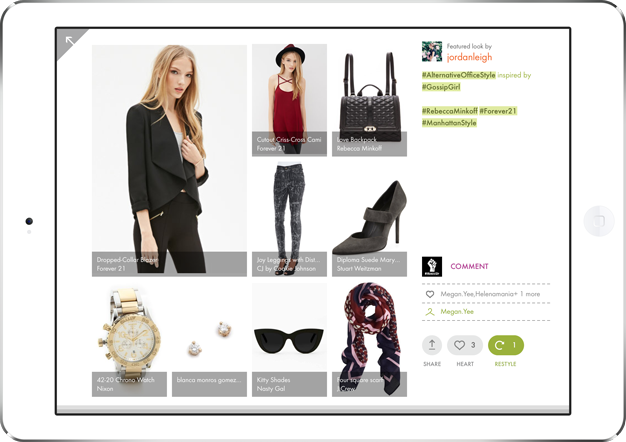 Featured look by
jordanleigh
#AlternativeOfficeStyle inspired by
#GossipGirl
#RebeccaMinkoff #Forever21
#ManhattanStyle
Cutout Criss-Cross Cami
Forever 21
Love Backpack
Rebecca Minkoff
Dropped-Collar Blazer
Forever 21
Joy Leggings with Dist...
CJ by Cookie Johnson
Diploma Suede Mary...
Stuart Weitzman
COMMENT
Megan.Yee,Helenamania+ 1 more
Megan.Yee
3
1
SHARE
HEART
RESTYLE
42-20 Chrono Watch
Nixon
blanca monros gomez...
Kitty Shades
Nasty Gal
four square scarf
J.Crew